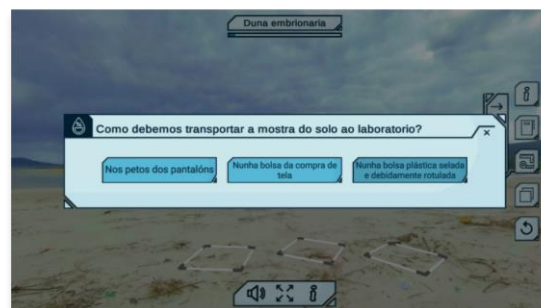 Duna embrionaria
Como debemos transportar a mostra do solo ao laboratorio?
Nos petos dos pantalóns
Nunha bolsa da compra de
tela
Nunha bolsa plástica selada
e debidamente rotulada